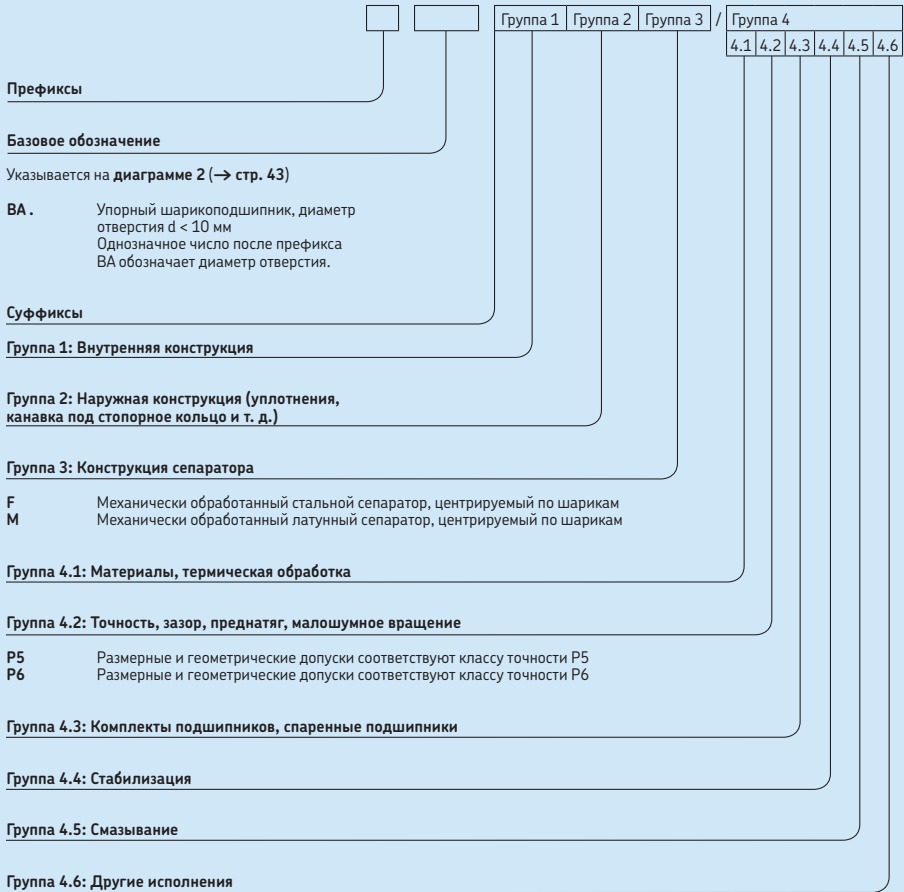 Группа 1 Группа 2 Группа 3 / Группа 4
4.1 4.2 4.3 4.4 4.5 4.6
Префиксы
Базовое обозначение
Указывается на диаграмме 2 (→ стр. 43)
BA . Упорный шарикоподшипник, диаметр
отверстия d < 10 мм
Однозначное число после префикса
BA обозначает диаметр отверстия.
Суффиксы
Группа 1: Внутренняя конструкция
Группа 2: Наружная конструкция (уплотнения,
канавка под стопорное кольцо и т. д.)
Группа 3: Конструкция сепаратора
F Механически обработанный стальной сепаратор, центрируемый по шарикам
M Механически обработанный латунный сепаратор, центрируемый по шарикам
Группа 4.1: Материалы, термическая обработка
Группа 4.2: Точность, зазор, преднатяг, малошумное вращение
P5 Размерные и геометрические допуски соответствуют классу точности P5
P6 Размерные и геометрические допуски соответствуют классу точности P6
Группа 4.3: Комплекты подшипников, спаренные подшипники
Группа 4.4: Стабилизация
Группа 4.5: Смазывание
Группа 4.6: Другие исполнения